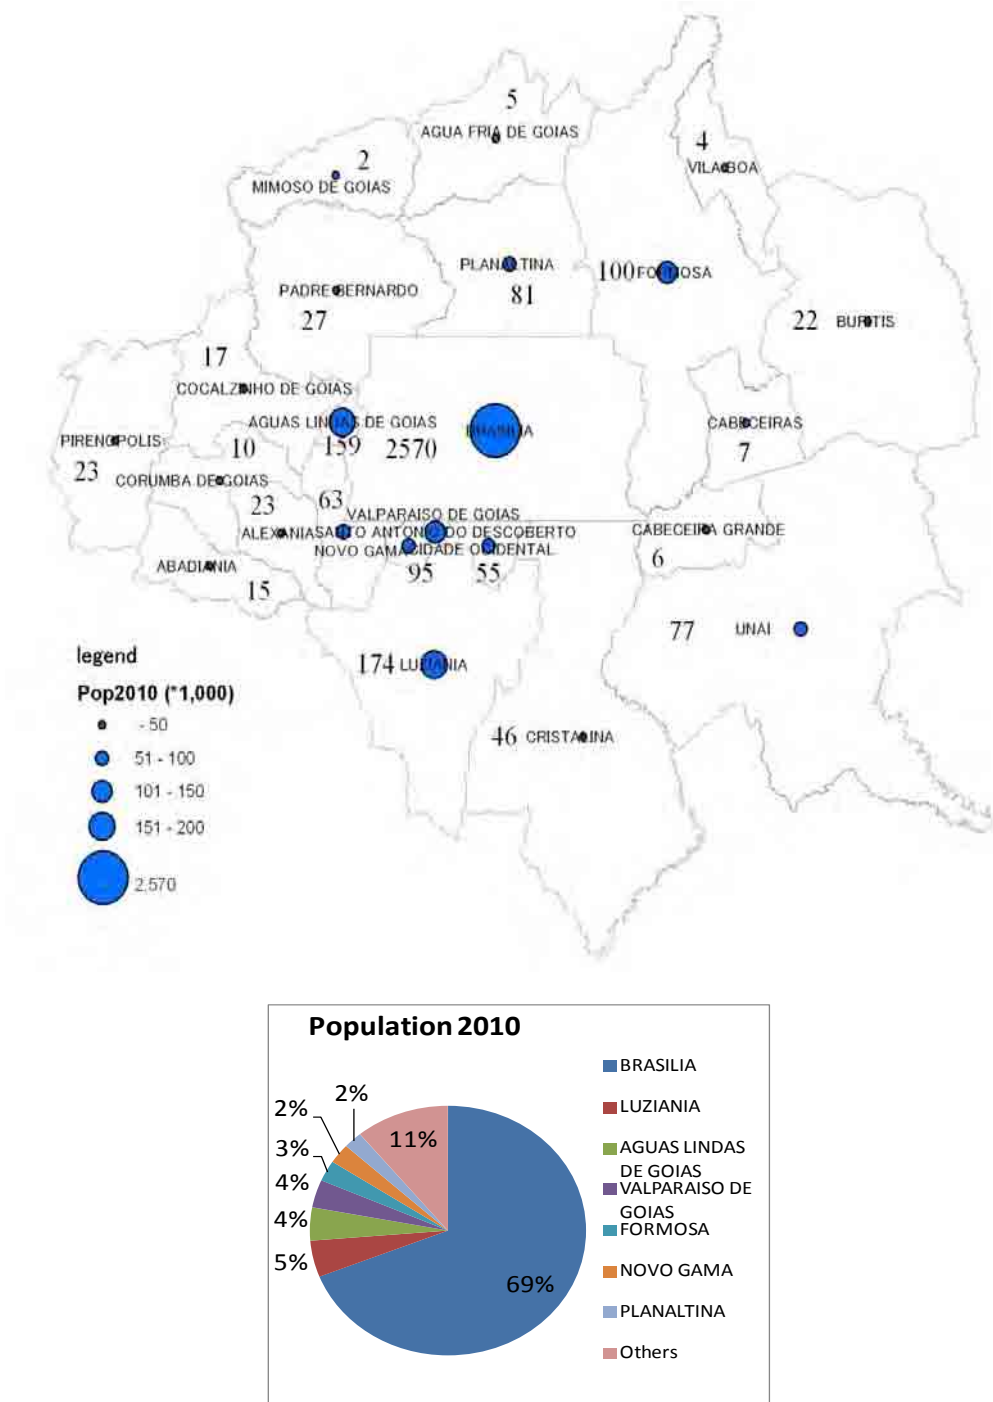 5
AGUA FRIA DE GOIAS
4
VILA BOA
2
MIMOSO DE GOIAS
PLANALTINA
81
100 FORMOSA
PADRE BERNARDO
27
22 BURITIS
17
COCALZINHO DE GOIAS
AGUAS LINDAS DE GOIAS
159
2570
BRASILIA
CABECEIRAS
7
PIRENOPOLIS
23
10
CORUMBA DE GOIAS
23
ALEXANIA
63
VALPARAISO DE GOIAS
SANTO ANTONIO DO DESCOBERTO
NOVO GAMA
CIDADE OCIDENTAL
95
55
CABECEIRA GRANDE
6
ABADIANIA
15
77 UNAI
174 LUZIANIA
46 CRISTALINA
legend
Pop2010 (*1,000)
- 50
51 - 100
101 - 150
151 - 200
2.570
Population 2010
2%
2%
3%
4%
4%
5%
11%
69%
BRASILIA
LUZIANIA
AGUAS LINDAS
DE GOIAS
VALPARAISO DE
GOIAS
FORMOSA
NOVO GAMA
PLANALTINA
Others